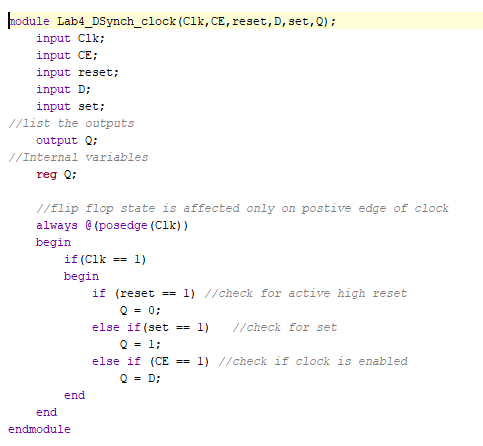 module Lab4_DSynch_clock(Clk,CE,reset,D,set,Q);
input Clk;
input CE;
input reset;
input D;
input set;
//list the outputs
output Q;
//Internal variables
reg Q;
//flip flop state is affected only on postive edge of clock
always @(posedge(Clk))
begin
if(Clk == 1)
begin
if (reset == 1) //check for active high reset
Q = 0;
else if(set == 1) //check for set
Q = 1;
else if (CE == 1) //check if clock is enabled
Q = D;
end
end
endmodule